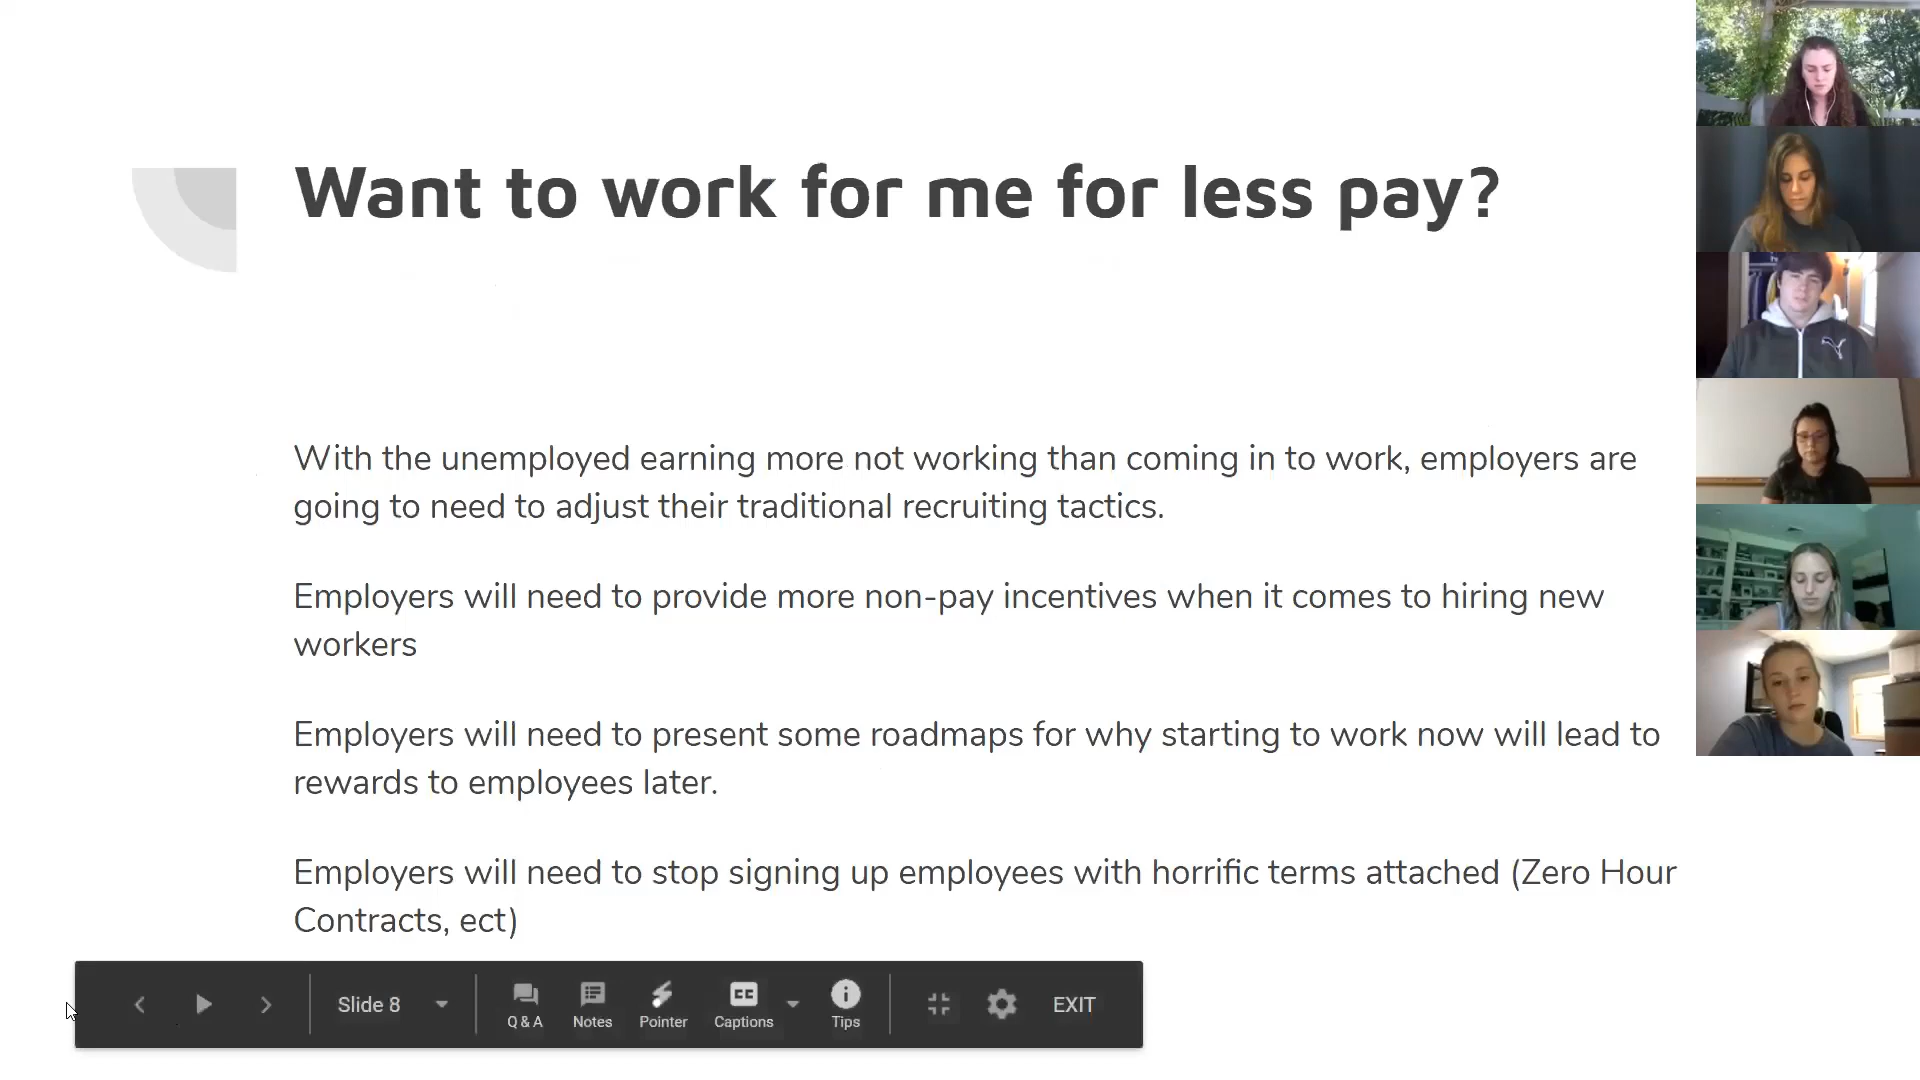 Want to work for me for less pay?
With the unemployed earning more not working than coming in to work, employers are
going to need to adjust their traditional recruiting tactics.
Employers will need to provide more non-pay incentives when it comes to hiring new
workers
Employers will need to present some roadmaps for why starting to work now will lead to
rewards to employees later.
Employers will need to stop signing up employees with horrific terms attached (Zero Hour
Contracts, ect)
Slide 8
Q & A
Notes
Pointer
CC
Captions
Tips
EXIT